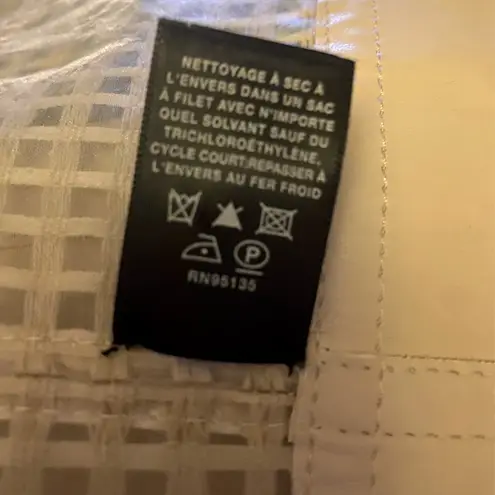 NETTOYAGE À SEC À
L'ENVERS DANS UN SAC
À FILET AVEC N'IMPORTE
QUEL SOLVANT SAUF DU
TRICHLOROÉTHYLÈNE,
CYCLE COURT;REPASSER À
L'ENVERS AU FER FROID
P
RN95135